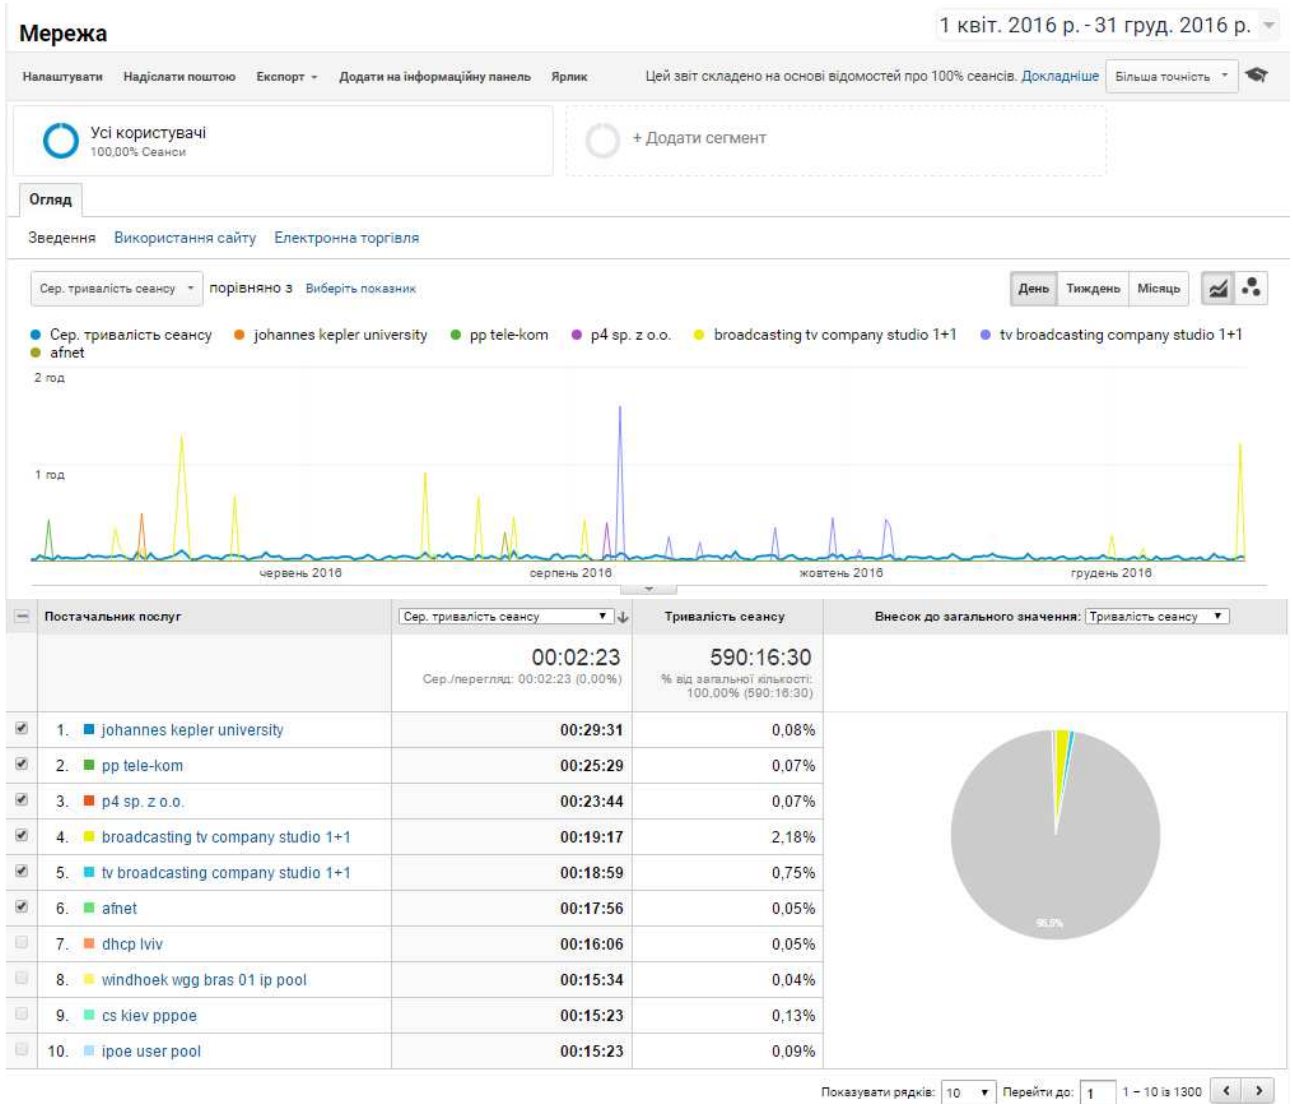 Мережа
1 квіт. 2016 р. - 31 груд. 2016 р.
Налаштувати Надіслати поштою Експорт Додати на інформаційну панель Ярлик
Цей звіт складено на основі відомостей про 100% сеансів. Докладніше Більша точність
Усі користувачі
100,00% Сеанси
+ Додати сегмент
Огляд
Зведення Використання сайту Електронна торгівля
Сер. тривалість сеансу порівняно з Виберіть показник День Тиждень Місяць
Сер. тривалість сеансу johannes kepler university pp tele-kom p4 sp. z o.o. broadcasting tv company studio 1+1 tv broadcasting company studio 1+1
afnet
2 год
1 год
червень 2016 серпень 2016 жовтень 2016 грудень 2016
Постачальник послуг Сер. тривалість сеансу Тривалість сеансу Внесок до загального значення: Тривалість сеансу
00:02:23 590:16:30
Сер./перегляд: 00:02:23 (0,00%) % від загальної кількості:
100,00% (590:16:30)
1. johannes kepler university 00:29:31 0,08%
2. pp tele-kom 00:25:29 0,07%
3. p4 sp. z o.o. 00:23:44 0,07%
4. broadcasting tv company studio 1+1 00:19:17 2,18%
5. tv broadcasting company studio 1+1 00:18:59 0,75%
6. afnet 00:17:56 0,05%
7. dhcp lviv 00:16:06 0,05%
8. windhoek wgg bras 01 ip pool 00:15:34 0,04%
9. cs kiev pppoe 00:15:23 0,13%
10. ipoe user pool 00:15:23 0,09%
Показувати рядків: 10 Перейти до: 1 1 – 10 із 1300